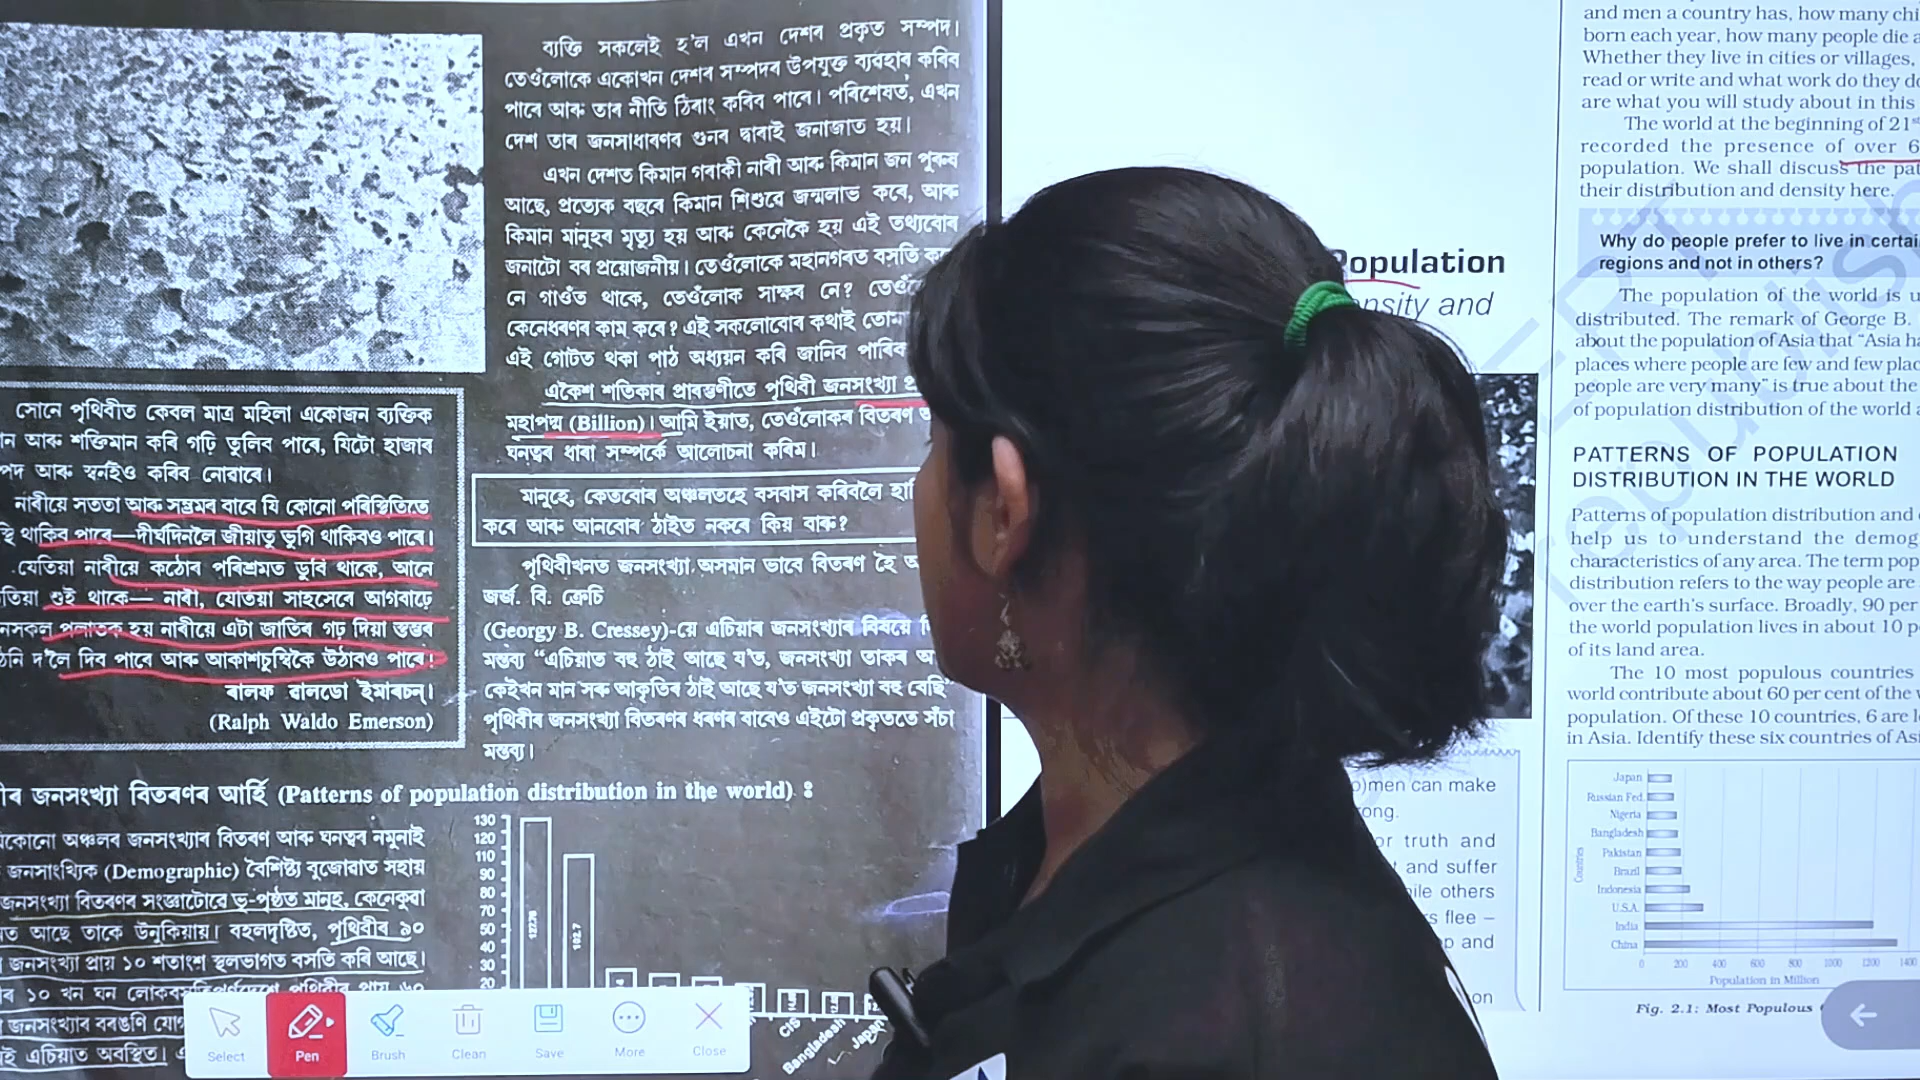 ব্যক্তি সকলেই হ'ল এখন দেশৰ প্ৰকৃত সম্পদ।
তেওঁলোকে একোখন দেশৰ সম্পদৰ উপযুক্ত ব্যৱহাৰ কৰিব
পাৰে আৰু তাৰ নীতি ঠিৰাং কৰিব পাৰে। পৰিশেষত, এখন
দেশ তাৰ জনসাধাৰণৰ গুনৰ দ্বাৰাই জনাজাত হয়।
এখন দেশত কিমান গৰাকী নাৰী আৰু কিমান জন পুৰুষ
আছে, প্ৰত্যেক বছৰে কিমান শিশুৱে জন্মলাভ কৰে, আৰু
কিমান মানুহৰ মৃত্যু হয় আৰু কেনেকৈ হয় এই তথ্যবোৰ
জনাটো বৰ প্ৰয়োজনীয়। তেওঁলোকে মহানগৰত বসতি
নে গাওঁত থাকে, তেওঁলোক সাক্ষৰ নে?
কেনেধৰণৰ কাম কৰে? এই সকলোবোৰ কথাই
এই গোটত থকা পাঠ অধ্যয়ন কৰি জানিব পাৰিব
একৈশ শতিকাৰ প্ৰাৰম্ভণীতে পৃথিৱী জনসংখ্যা
মহাপদ্ম (Billion)। আমি ইয়াত, তেওঁলোকৰ বিতৰণ
ঘনত্বৰ ধাৰা সম্পৰ্কে আলোচনা কৰিম।
মানুহে, কেতবোৰ অঞ্চলতহে বসবাস কৰিবলৈ
কৰে আৰু আনবোৰ ঠাইত নকৰে কিয় বাৰু?
পৃথিৱীখনত জনসংখ্যা অসমান ভাবে বিতৰণ হৈ
জৰ্জ. বি. ক্ৰেচি
(Georgy B. Cressey)-য়ে এচিয়াৰ জনসংখ্যাৰ বিষয়ে
মন্তব্য “এচিয়াত বহু ঠাই আছে য'ত, জনসংখ্যা তাকৰ
কেইখন মান সৰু আকৃতিৰ ঠাই আছে য'ত জনসংখ্যা বহু বেছি”
পৃথিৱীৰ জনসংখ্যা বিতৰণৰ ধৰণৰ বাবেও এইটো প্ৰকৃততে সঁচা
মন্তব্য।
সোনে পৃথিৱীত কেবল মাত্ৰ মহিলা একোজন ব্যক্তিক
আৰু শক্তিমান কৰি গঢ়ি তুলিব পাৰে, যিটো হাজাৰ
আৰু স্বৰ্নইও কৰিব নোৱাৰে।
নাৰীয়ে সততা আৰু সম্ভ্ৰমৰ বাবে যি কোনো পৰিস্থিতিতে
থাকিব পাৰে—দীৰ্ঘদিনলৈ জীয়াতু ভুগি থাকিবও পাৰে।
যেতিয়া নাৰীয়ে কঠোৰ পৰিশ্ৰমত ডুবি থাকে, আনে
শুই থাকে— নাৰী, যেতিয়া সাহসেৰে আগবাঢ়ে
পলাতক হয় নাৰীয়ে এটা জাতিৰ গঢ় দিয়া স্তম্ভৰ
দ'লৈ দিব পাৰে আৰু আকাশচুম্বিকৈ উঠাবও পাৰে!
ৰালফ ৱালডো ইমাৰচন্।
(Ralph Waldo Emerson)
জনসংখ্যা বিতৰণৰ আৰ্হি (Patterns of population distribution in the world) :
অঞ্চলৰ জনসংখ্যাৰ বিতৰণ আৰু ঘনত্বৰ নমুনাই
জনসাংখ্যিক (Demographic) বৈশিষ্ট্য বুজোৱাত সহায়
জনসংখ্যা বিতৰণৰ সংজ্ঞাটোৱে ভূ-পৃষ্ঠত মানুহ, কেনেকুৱা
আছে তাকে উনুকিয়ায়। বহলদৃষ্টিত, পৃথিৱীৰ ৯০
জনসংখ্যা প্ৰায় ১০ শতাংশ স্থলভাগত বসতি কৰি আছে।
১০ খন ঘন
জনসংখ্যাৰ বৰঙণি
এচিয়াত অবস্থিত।
130
120
110
90
80
70
50
40
30
20
127.76
102.7
CIS
Bangladesh
Japan
Select
Pen
Brush
Clean
Save
More
Close
Population
and
men can make
truth and
and suffer
others
flee –
and
on
and men a country has, how many
born each year, how many people die
Whether they live in cities or villages,
read or write and what work do they
are what you will study about in this
The world at the beginning of 21st
recorded the presence of over 6
population. We shall discuss the
their distribution and density here.
Why do people prefer to live in certain
regions and not in others?
The population of the world is
distributed. The remark of George B.
about the population of Asia that “Asia
places where people are few and few
people are very many” is true about the
of population distribution of the world
PATTERNS OF POPULATION
DISTRIBUTION IN THE WORLD
Patterns of population distribution and
help us to understand the
characteristics of any area. The term
distribution refers to the way people are
over the earth's surface. Broadly, 90 per
the world population lives in about 10
of its land area.
The 10 most populous countries
world contribute about 60 per cent of the
population. Of these 10 countries, 6 are
in Asia. Identify these six countries of
Countries
Japan
Russian Fed.
Nigeria
Bangladesh
Pakistan
Brazil
Indonesia
U.S.A.
India
China
0 200 400 600 800 1000 1200 1400
Population in Million
Fig. 2.1: Most Populous